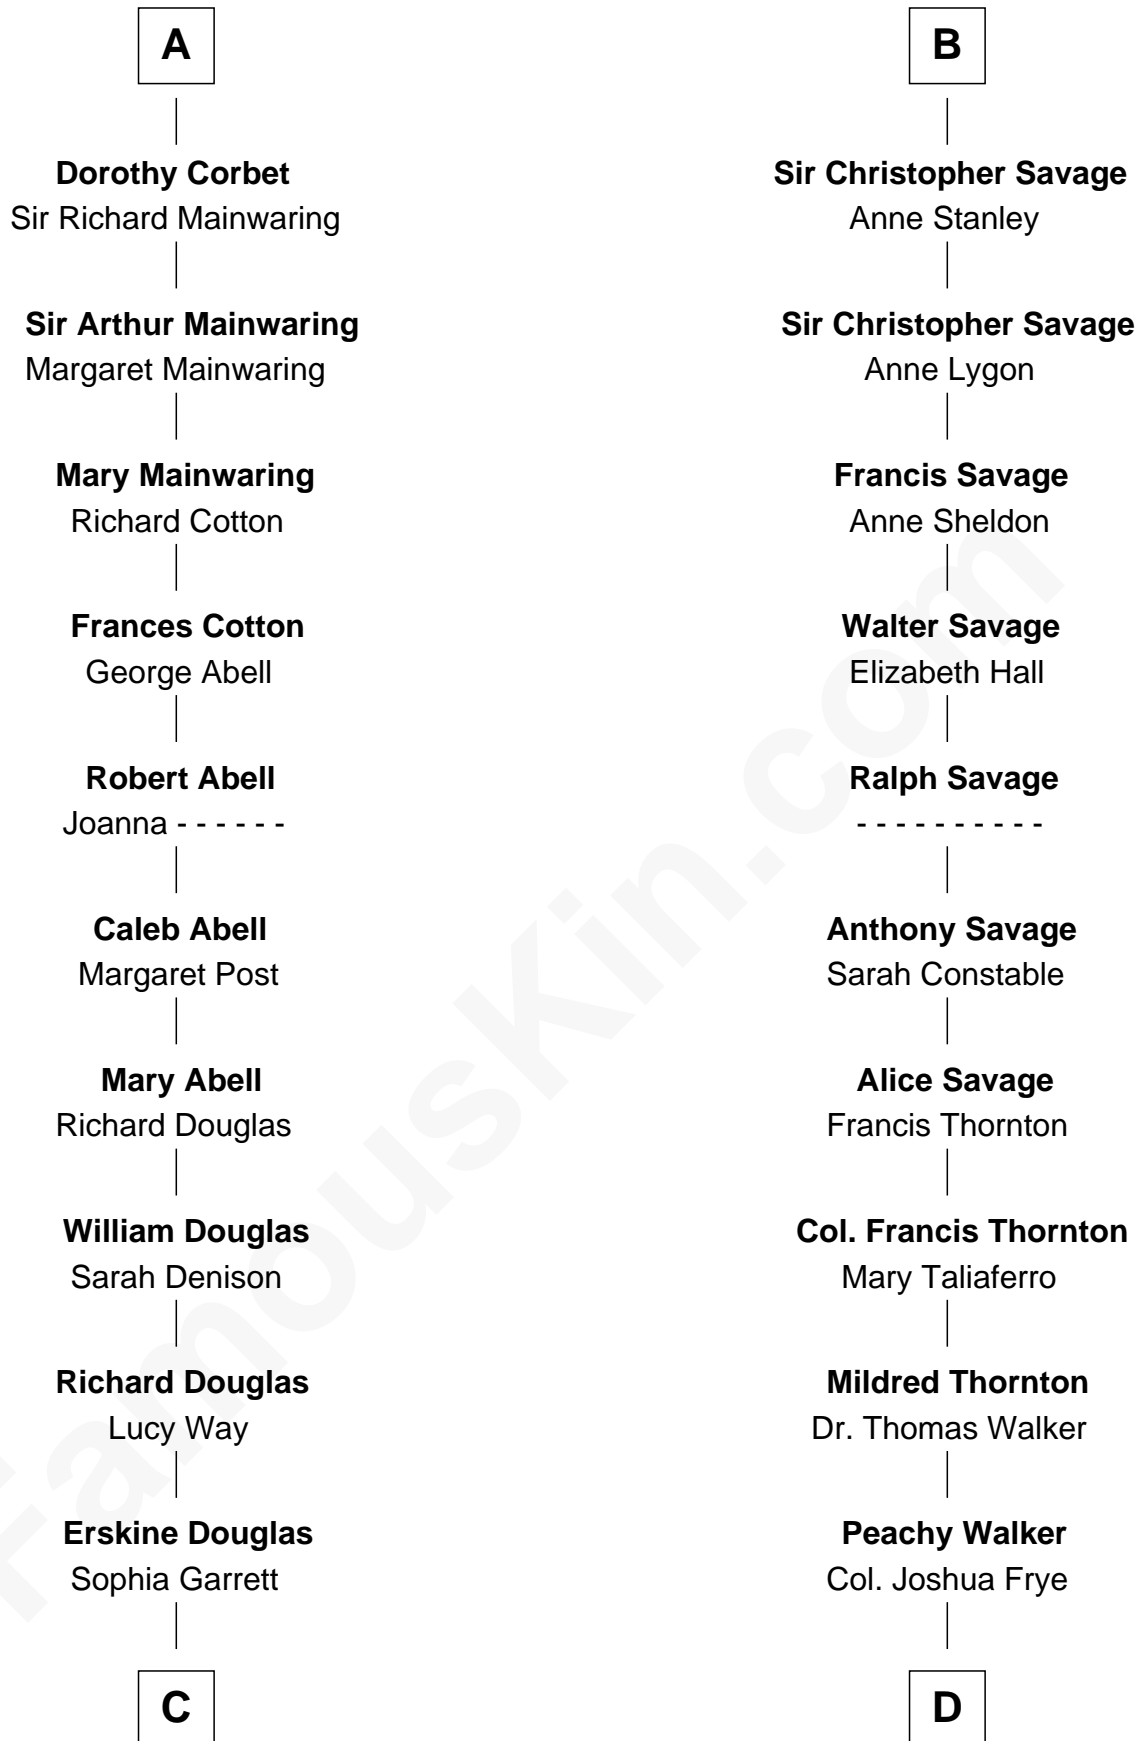 A
Dorothy Corbet
Sir Richard Mainwaring
Sir Arthur Mainwaring
Margaret Mainwaring
Mary Mainwaring
Richard Cotton
Frances Cotton
George Abell
Robert Abell
Joanna - - - - - -
Caleb Abell
Margaret Post
Mary Abell
Richard Douglas
William Douglas
Sarah Denison
Richard Douglas
Lucy Way
Erskine Douglas
Sophia Garrett
C
B
Sir Christopher Savage
Anne Stanley
Sir Christopher Savage
Anne Lygon
Francis Savage
Anne Sheldon
Walter Savage
Elizabeth Hall
Ralph Savage
- - - - - - - - - -
Anthony Savage
Sarah Constable
Alice Savage
Francis Thornton
Col. Francis Thornton
Mary Taliaferro
Mildred Thornton
Dr. Thomas Walker
Peachy Walker
Col. Joshua Frye
D
FamousKin.com